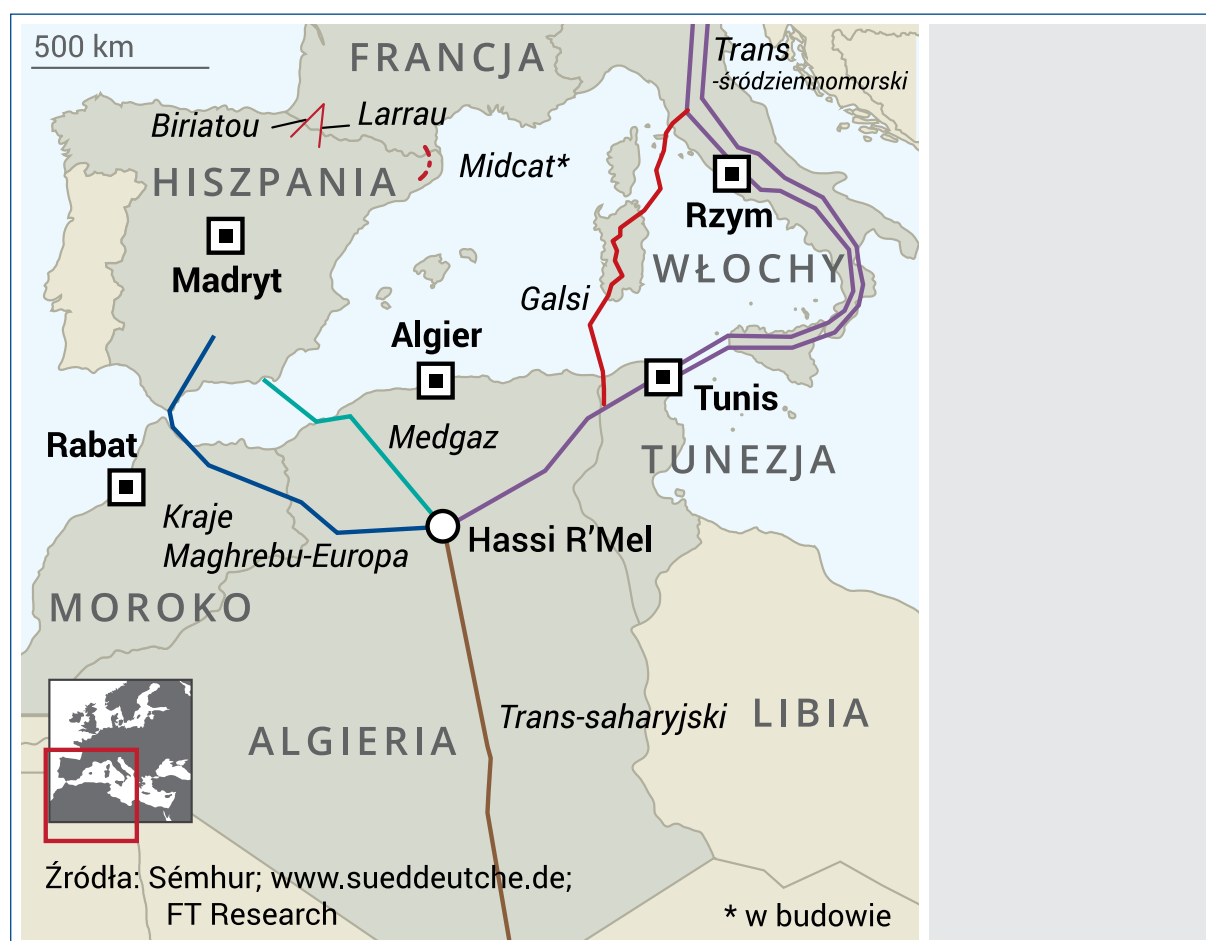 500 km
FRANCJA
Trans
-śródziemnomorski
Biriatou
Larrau
Midcat*
HISZPANIA
Rzym
Madryt
WŁOCHY
Galsi
Algier
Tunis
Rabat
Medgaz
TUNEZJA
Kraje
Maghrebu-Europa
Hassi R'Mel
MOROKO
Trans-saharyjski
LIBIA
ALGIERIA
Źródła: Sémhur; www.sueddeutche.de;
FT Research
* w budowie